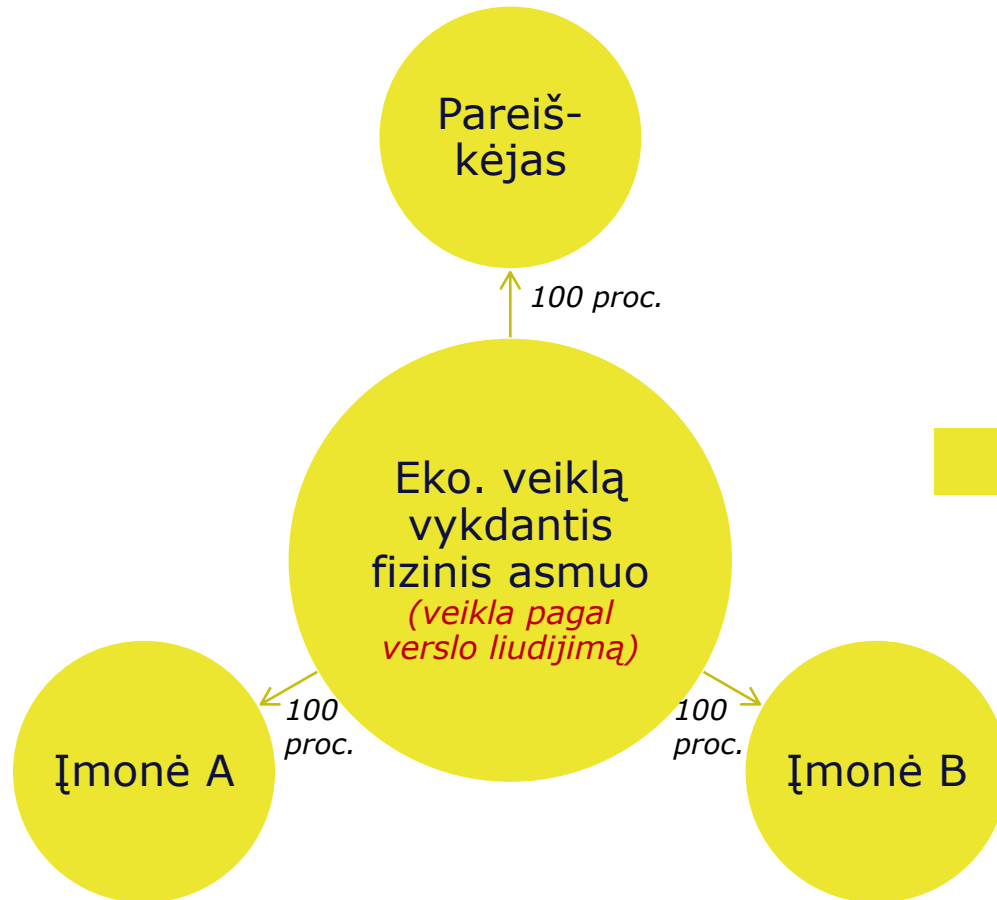 Pareiš-
kėjas
100 proc.
Eko. veiklą
vykdantis
fizinis asmuo
(veikla pagal
verslo liudijimą)
100
proc.
100
proc.
Įmonė A
Įmonė B